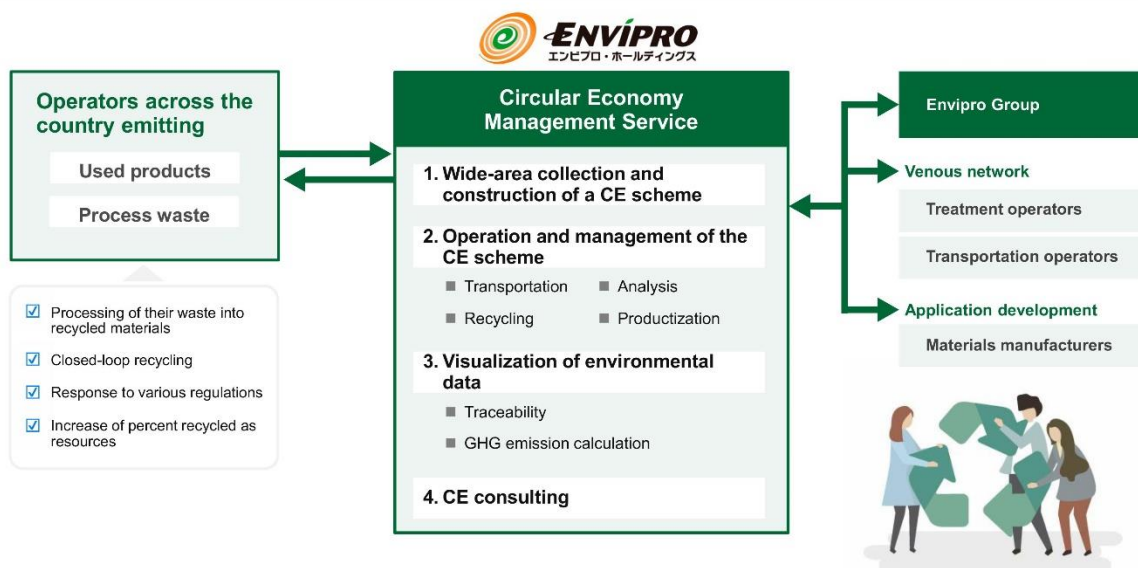 ENVIPRO
エンビプロ・ホールディングス
Operators across the
country emitting
Used products
Process waste
Processing of their waste into
recycled materials
Closed-loop recycling
Response to various regulations
Increase of percent recycled as
resources
Circular Economy
Management Service
1. Wide-area collection and
construction of a CE scheme
2. Operation and management of the
CE scheme
Transportation
Analysis
Recycling
Productization
3. Visualization of environmental
data
Traceability
GHG emission calculation
4. CE consulting
Envipro Group
Venous network
Treatment operators
Transportation operators
Application development
Materials manufacturers